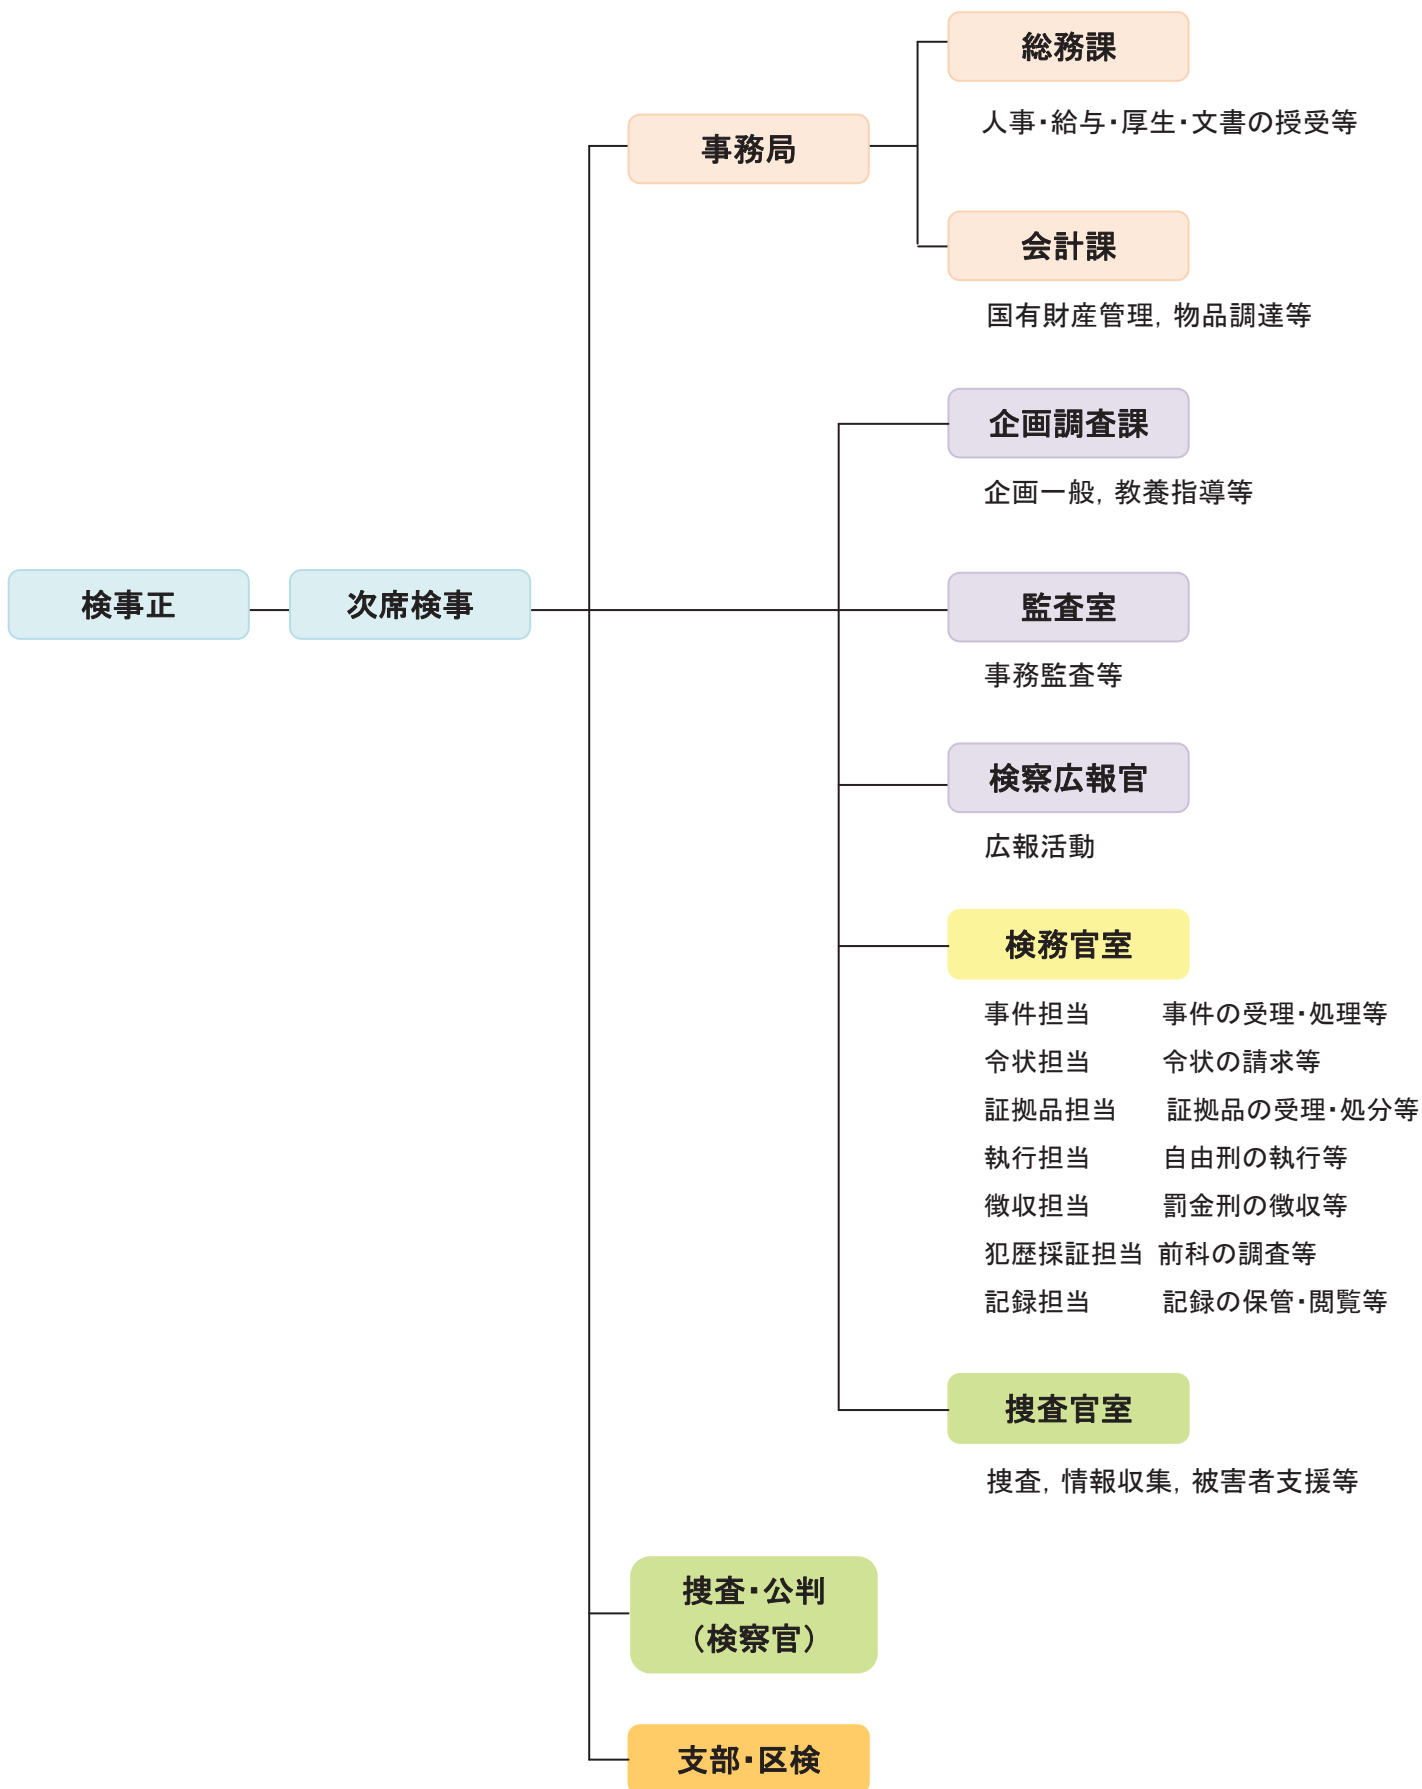 総務課
人事・給与・厚生・文書の授受等
事務局
会計課
国有財産管理，物品調達等
企画調査課
企画一般，教養指導等
検事正
次席検事
監査室
事務監査等
検察広報官
広報活動
検務官室
事件担当 事件の受理・処理等
令状担当 令状の請求等
証拠品担当 証拠品の受理・処分等
執行担当 自由刑の執行等
徴収担当 罰金刑の徴収等
犯歴採証担当 前科の調査等
記録担当 記録の保管・閲覧等
捜査官室
捜査，情報収集，被害者支援等
捜査・公判
（検察官）
支部・区検